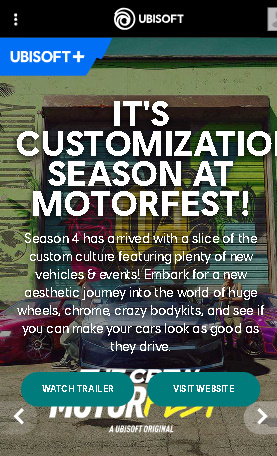 UBISOFT
UBISOFT+
IT'S
CUSTOMIZATIO
SEASON AT
MOTORFEST!
Season 4 has arrived with a slice of the
custom culture featuring plenty of new
vehicles & events! Embark for a new
aesthetic journey into the world of huge
wheels, chrome, crazy bodykits, and see if
you can make your cars look as good as
they drive.
WATCH TRAILER
VISIT WEBSITE
THE CREW
MOTORFEST
A UBISOFT ORIGINAL